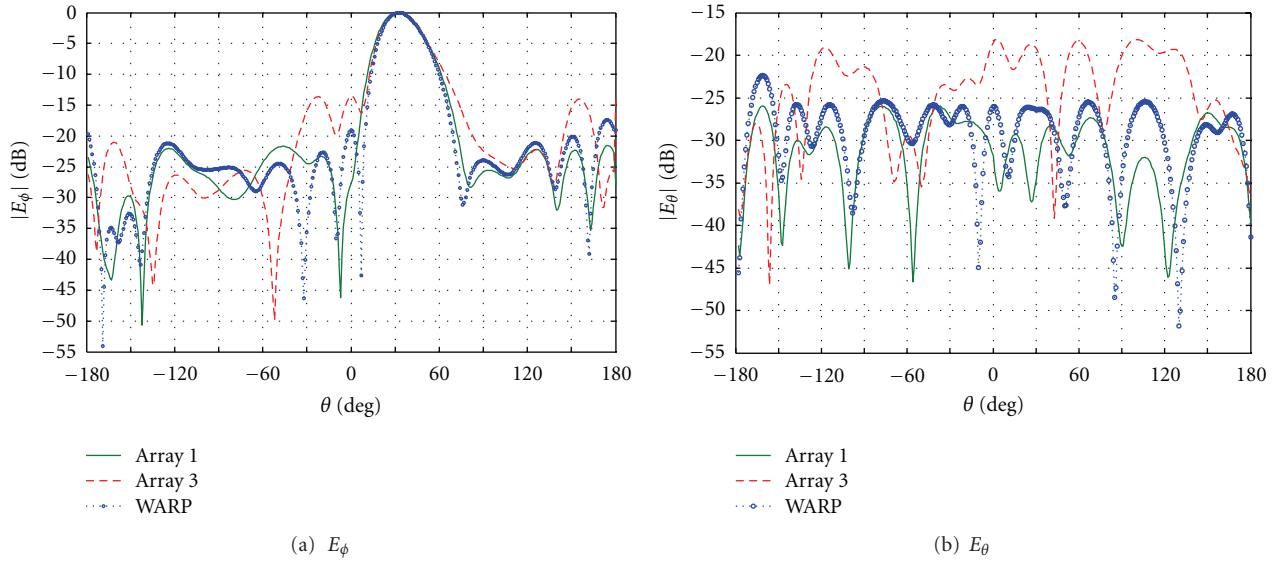 0
−5
−10
−15
−20
−25
−30
−35
−40
−45
−50
−55
|Eϕ| (dB)
−180 −120 −60 0 60 120 180
θ (deg)
Array 1
Array 3
WARP
(a) Eϕ
−15
−20
−25
−30
−35
−40
−45
−50
−55
|Eθ| (dB)
−180 −120 −60 0 60 120 180
θ (deg)
Array 1
Array 3
WARP
(b) Eθ